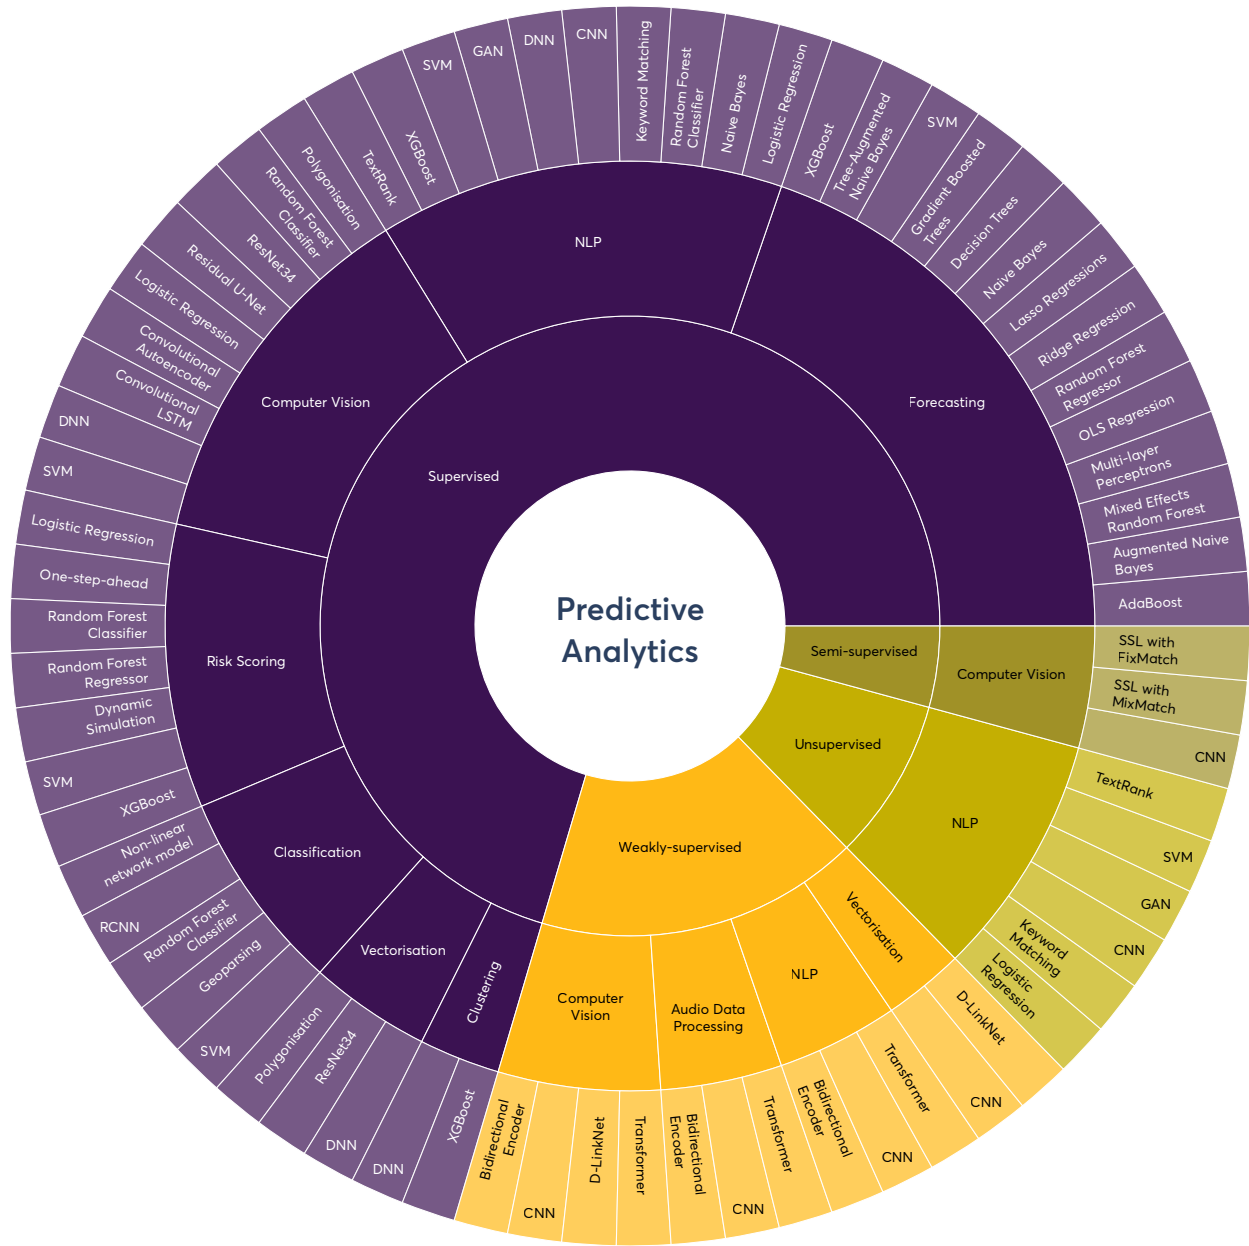 Predictive
Analytics
Supervised
Semi-supervised
Unsupervised
Weakly-supervised
NLP
Forecasting
Computer Vision
NLP
Vectorisation
NLP
Audio Data
Processing
Computer
Vision
Clustering
Vectorisation
Classification
Risk Scoring
Computer Vision
TextRank
XGBoost
SVM
GAN
DNN
CNN
Keyword Matching
Random Forest
Classifier
Naive Bayes
Logistic Regression
XGBoost
Tree-Augmented
Naive Bayes
SVM
Gradient Boosted
Trees
Decision Trees
Naive Bayes
Lasso Regressions
Ridge Regression
Random Forest
Regressor
OLS Regression
Multi-layer
Perceptrons
Mixed Effects
Random Forest
Augmented Naive
Bayes
AdaBoost
SSL with
FixMatch
SSL with
MixMatch
CNN
TextRank
SVM
GAN
CNN
Keyword
Matching
Logistic
Regression
D-LinkNet
CNN
Transformer
CNN
Bidirectional
Encoder
Transformer
CNN
Bidirectional
Encoder
Transformer
D-LinkNet
CNN
Bidirectional
Encoder
XGBoost
DNN
DNN
ResNet34
Polygonisation
SVM
Geoparsing
Random Forest
Classifier
RCNN
Non-linear
network model
XGBoost
SVM
Dynamic
Simulation
Random Forest
Regressor
Random Forest
Classifier
One-step-ahead
Logistic Regression
SVM
DNN
Convolutional
LSTM
Convolutional
Autoencoder
Logistic Regression
Residual U-Net
ResNet34
Random Forest
Classifier
Polygonisation